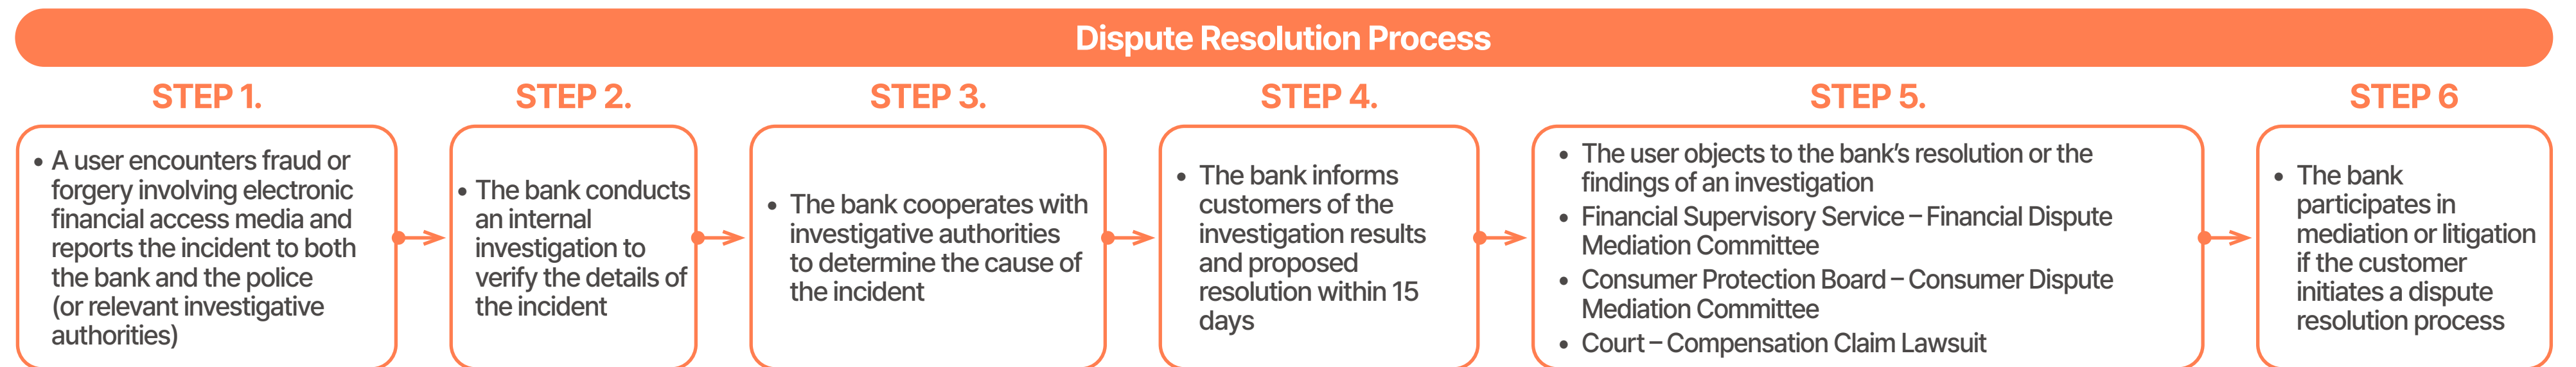 Dispute Resolution Process
STEP 1.
• A user encounters fraud or
forgery involving electronic
financial access media and
reports the incident to both
the bank and the police
(or relevant investigative
authorities)
STEP 2.
• The bank conducts
an internal
investigation to
verify the details of
the incident
STEP 3.
• The bank cooperates with
investigative authorities
to determine the cause of
the incident
STEP 4.
• The bank informs
customers of the
investigation results
and proposed
resolution within 15
days
STEP 5.
• The user objects to the bank’s resolution or the
findings of an investigation
• Financial Supervisory Service – Financial Dispute
Mediation Committee
• Consumer Protection Board – Consumer Dispute
Mediation Committee
• Court – Compensation Claim Lawsuit
STEP 6
• The bank
participates in
mediation or litigation
if the customer
initiates a dispute
resolution process